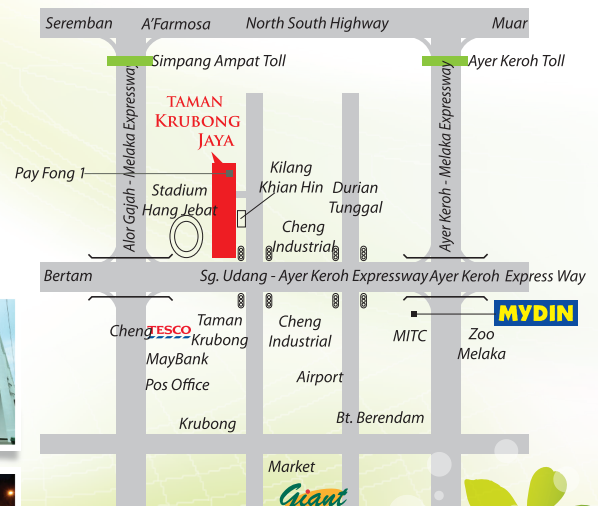 Seremban
A'Farmosa
North South Highway
Muar
Simpang Ampat Toll
Ayer Keroh Toll
Alor Gajah - Melaka Expressway
Ayer Keroh - Melaka Expressway
TAMAN
KRUBONG
JAYA
Pay Fong 1
Kilang
Khian Hin
Stadium
Hang Jebat
Durian
Tunggal
Cheng
Industrial
Bertam
Sg. Udang - Ayer Keroh Expressway
Ayer Keroh Express Way
MYDIN
Cheng
TESCO
Taman
Krubong
Cheng
Industrial
MITC
Zoo
Melaka
MayBank
Pos Office
Airport
Krubong
Bt. Berendam
Market
Giant